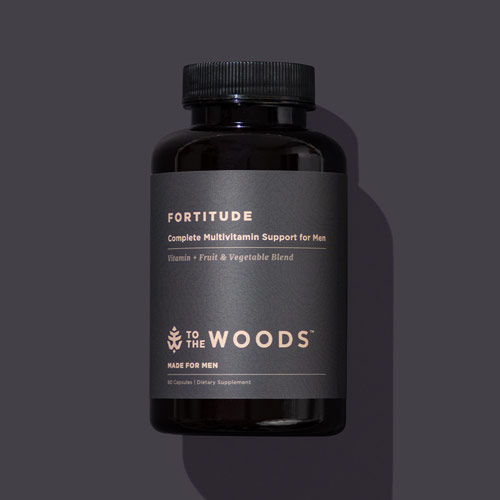 FORTITUDE
Complete Multivitamin Support for Men
Vitamin + Fruit & Vegetable Blend
TO THE WOODS™
MADE FOR MEN
60 Capsules | Dietary Supplement